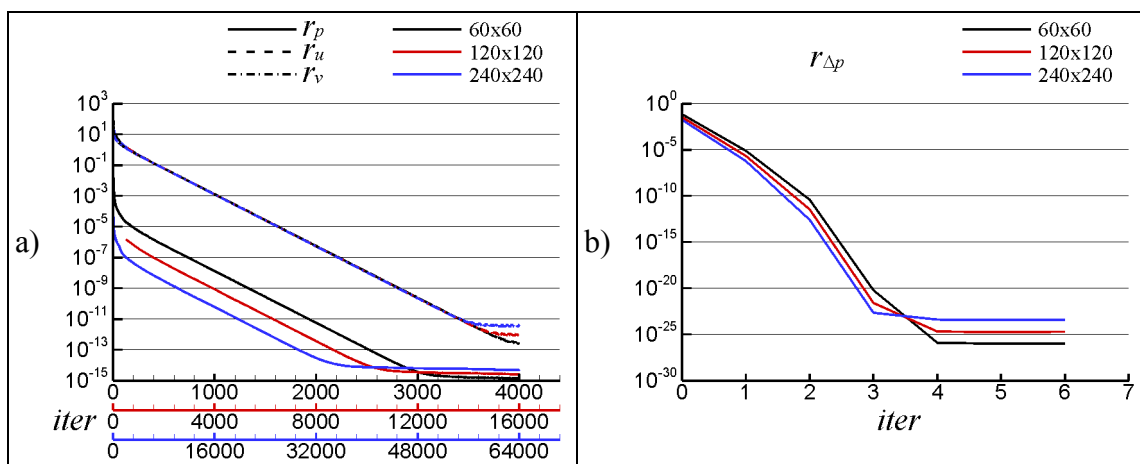 r_p 60x60
r_u 120x120
r_v 240x240
a)
10^3
10^1
10^-1
10^-3
10^-5
10^-7
10^-9
10^-11
10^-13
10^-15
0 1000 2000 3000 4000
iter 0 4000 8000 12000 16000
0 16000 32000 48000 64000
r_Δp
60x60
120x120
240x240
b)
10^0
10^-5
10^-10
10^-15
10^-20
10^-25
10^-30
0 1 2 3 4 5 6 7
iter